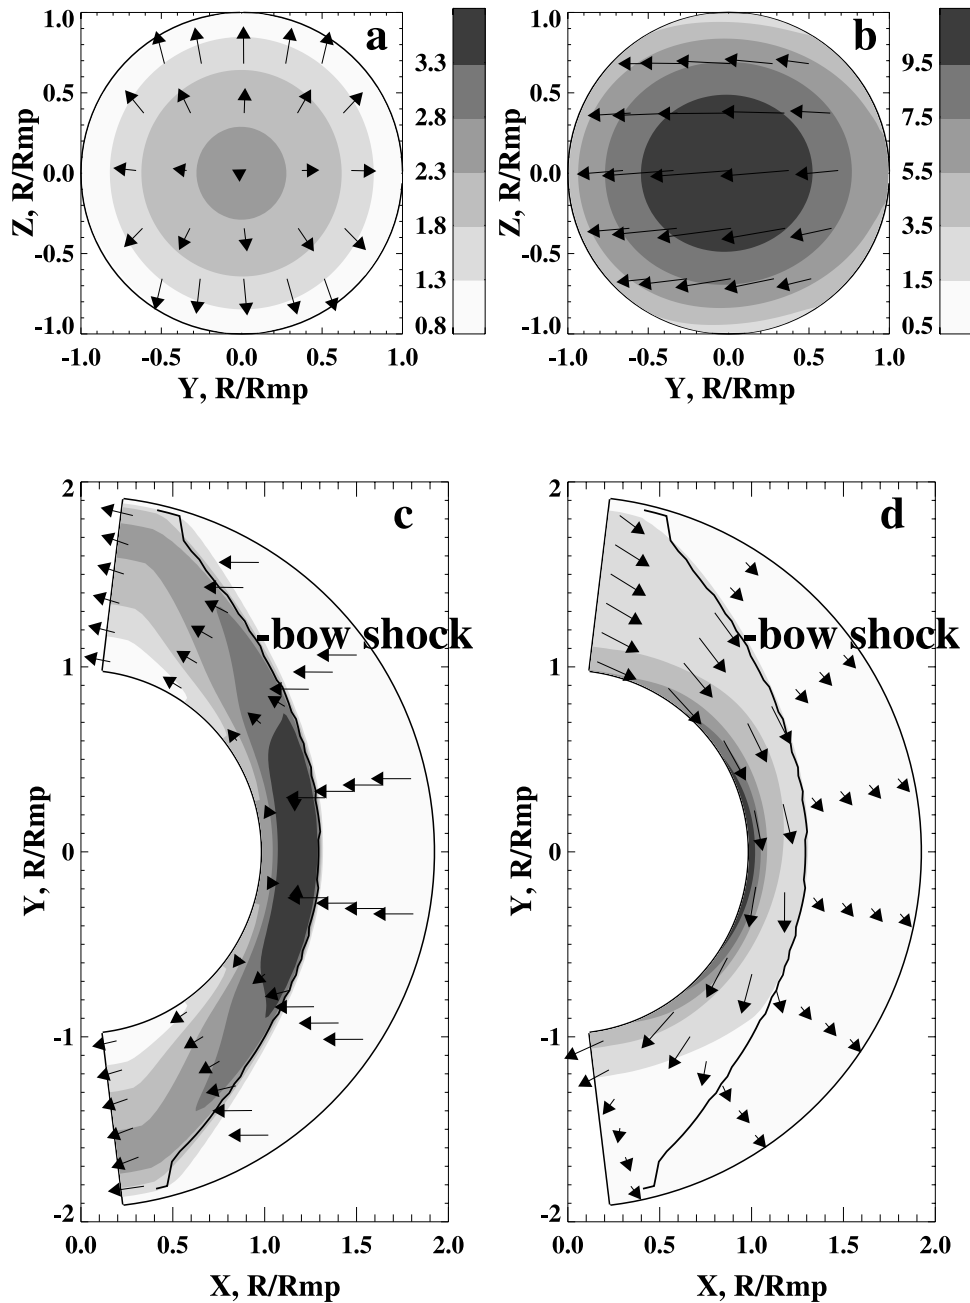 a
1.0
0.5
0.0
-0.5
-1.0
Z, R/Rmp
-1.0 -0.5 0.0 0.5 1.0
Y, R/Rmp
3.3
2.8
2.3
1.8
1.3
0.8
b
1.0
0.5
0.0
-0.5
-1.0
Z, R/Rmp
-1.0 -0.5 0.0 0.5 1.0
Y, R/Rmp
9.5
7.5
5.5
3.5
1.5
0.5
c
2
1
0
-1
-2
Y, R/Rmp
-bow shock
0.0 0.5 1.0 1.5 2.0
X, R/Rmp
d
2
1
0
-1
-2
Y, R/Rmp
-bow shock
0.0 0.5 1.0 1.5 2.0
X, R/Rmp